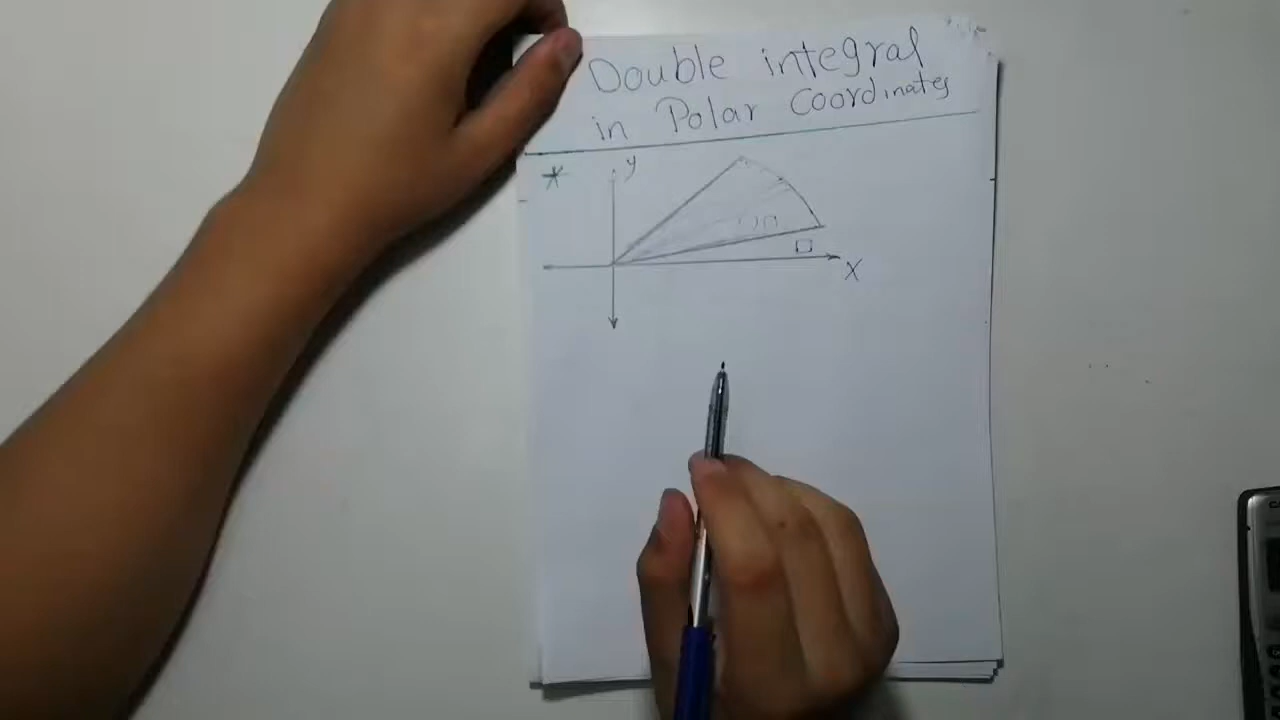 Double integral
in Polar Coordinates
* y
X